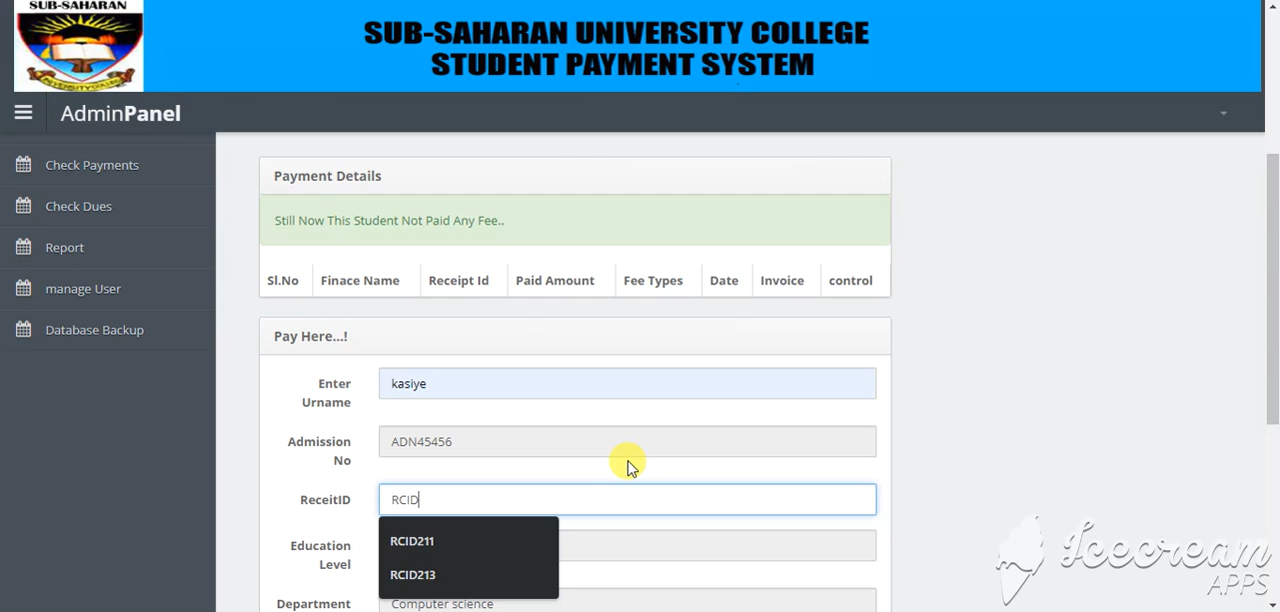 SUB-SAHARAN
UNIVERSITY COLLEGE
SUB-SAHARAN UNIVERSITY COLLEGE
STUDENT PAYMENT SYSTEM
AdminPanel
Check Payments
Check Dues
Report
manage User
Database Backup
Payment Details
Still Now This Student Not Paid Any Fee..
Sl.No Finace Name Receipt Id Paid Amount Fee Types Date Invoice control
Pay Here...!
Enter Urname kasiye
Admission No ADN45456
ReceitID RCID
RCID211
RCID213
Education Level
Department Computer science
Icecream
APPS